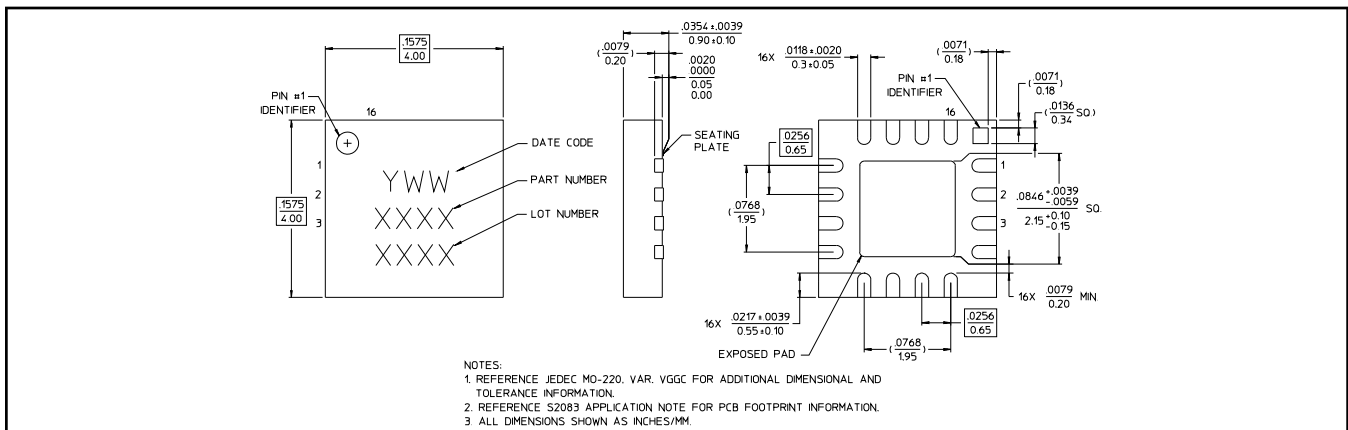 .1575
4.00
PIN #1
IDENTIFIER
16
.1575
4.00
1
2
3
YWW
XXXX
XXXX
DATE CODE
PART NUMBER
LOT NUMBER
.0354±.0039
0.90±0.10
(.0079
0.20)
.0020
.0000
0.05
0.00
SEATING
PLATE
16X .0118±.0020
0.3±0.05
(.0071
0.18)
PIN #1
IDENTIFIER
16
(.0071
0.18)
(.0136
0.34 SQ.)
.0256
0.65
(.0768
1.95)
1
2
3
.0846 +.0039
-.0059
2.15 +0.10
-0.15 SQ.
16X .0079
0.20 MIN.
16X .0217±.0039
0.55±0.10
.0256
0.65
(.0768
1.95)
EXPOSED PAD
NOTES:
1. REFERENCE JEDEC MO-220, VAR. VGGC FOR ADDITIONAL DIMENSIONAL AND
TOLERANCE INFORMATION.
2. REFERENCE S2083 APPLICATION NOTE FOR PCB FOOTPRINT INFORMATION.
3. ALL DIMENSIONS SHOWN AS INCHES/MM.